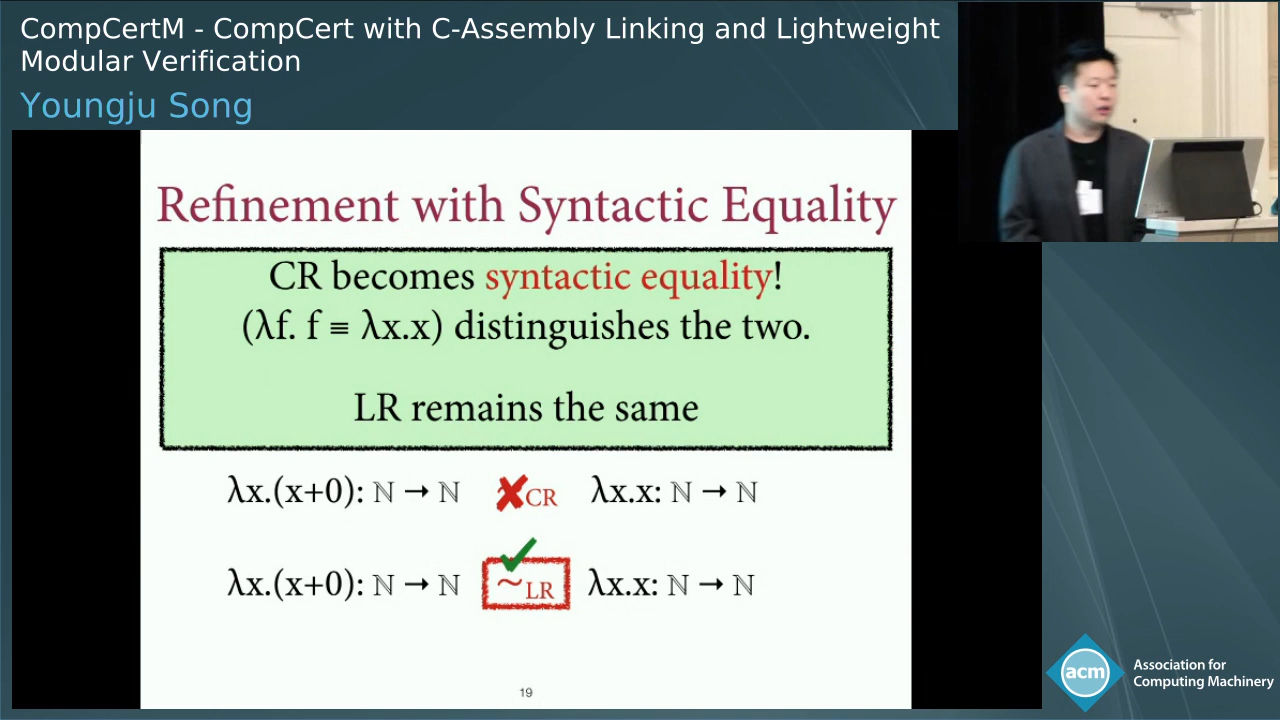 CompCertM - CompCert with C-Assembly Linking and Lightweight
Modular Verification
Youngju Song
Refinement with Syntactic Equality
CR becomes syntactic equality!
(λf. f ≡ λx.x) distinguishes the two.
LR remains the same
λx.(x+0): ℕ → ℕ ✘CR λx.x: ℕ → ℕ
λx.(x+0): ℕ → ℕ ~LR λx.x: ℕ → ℕ
19
acm
Association for
Computing Machinery